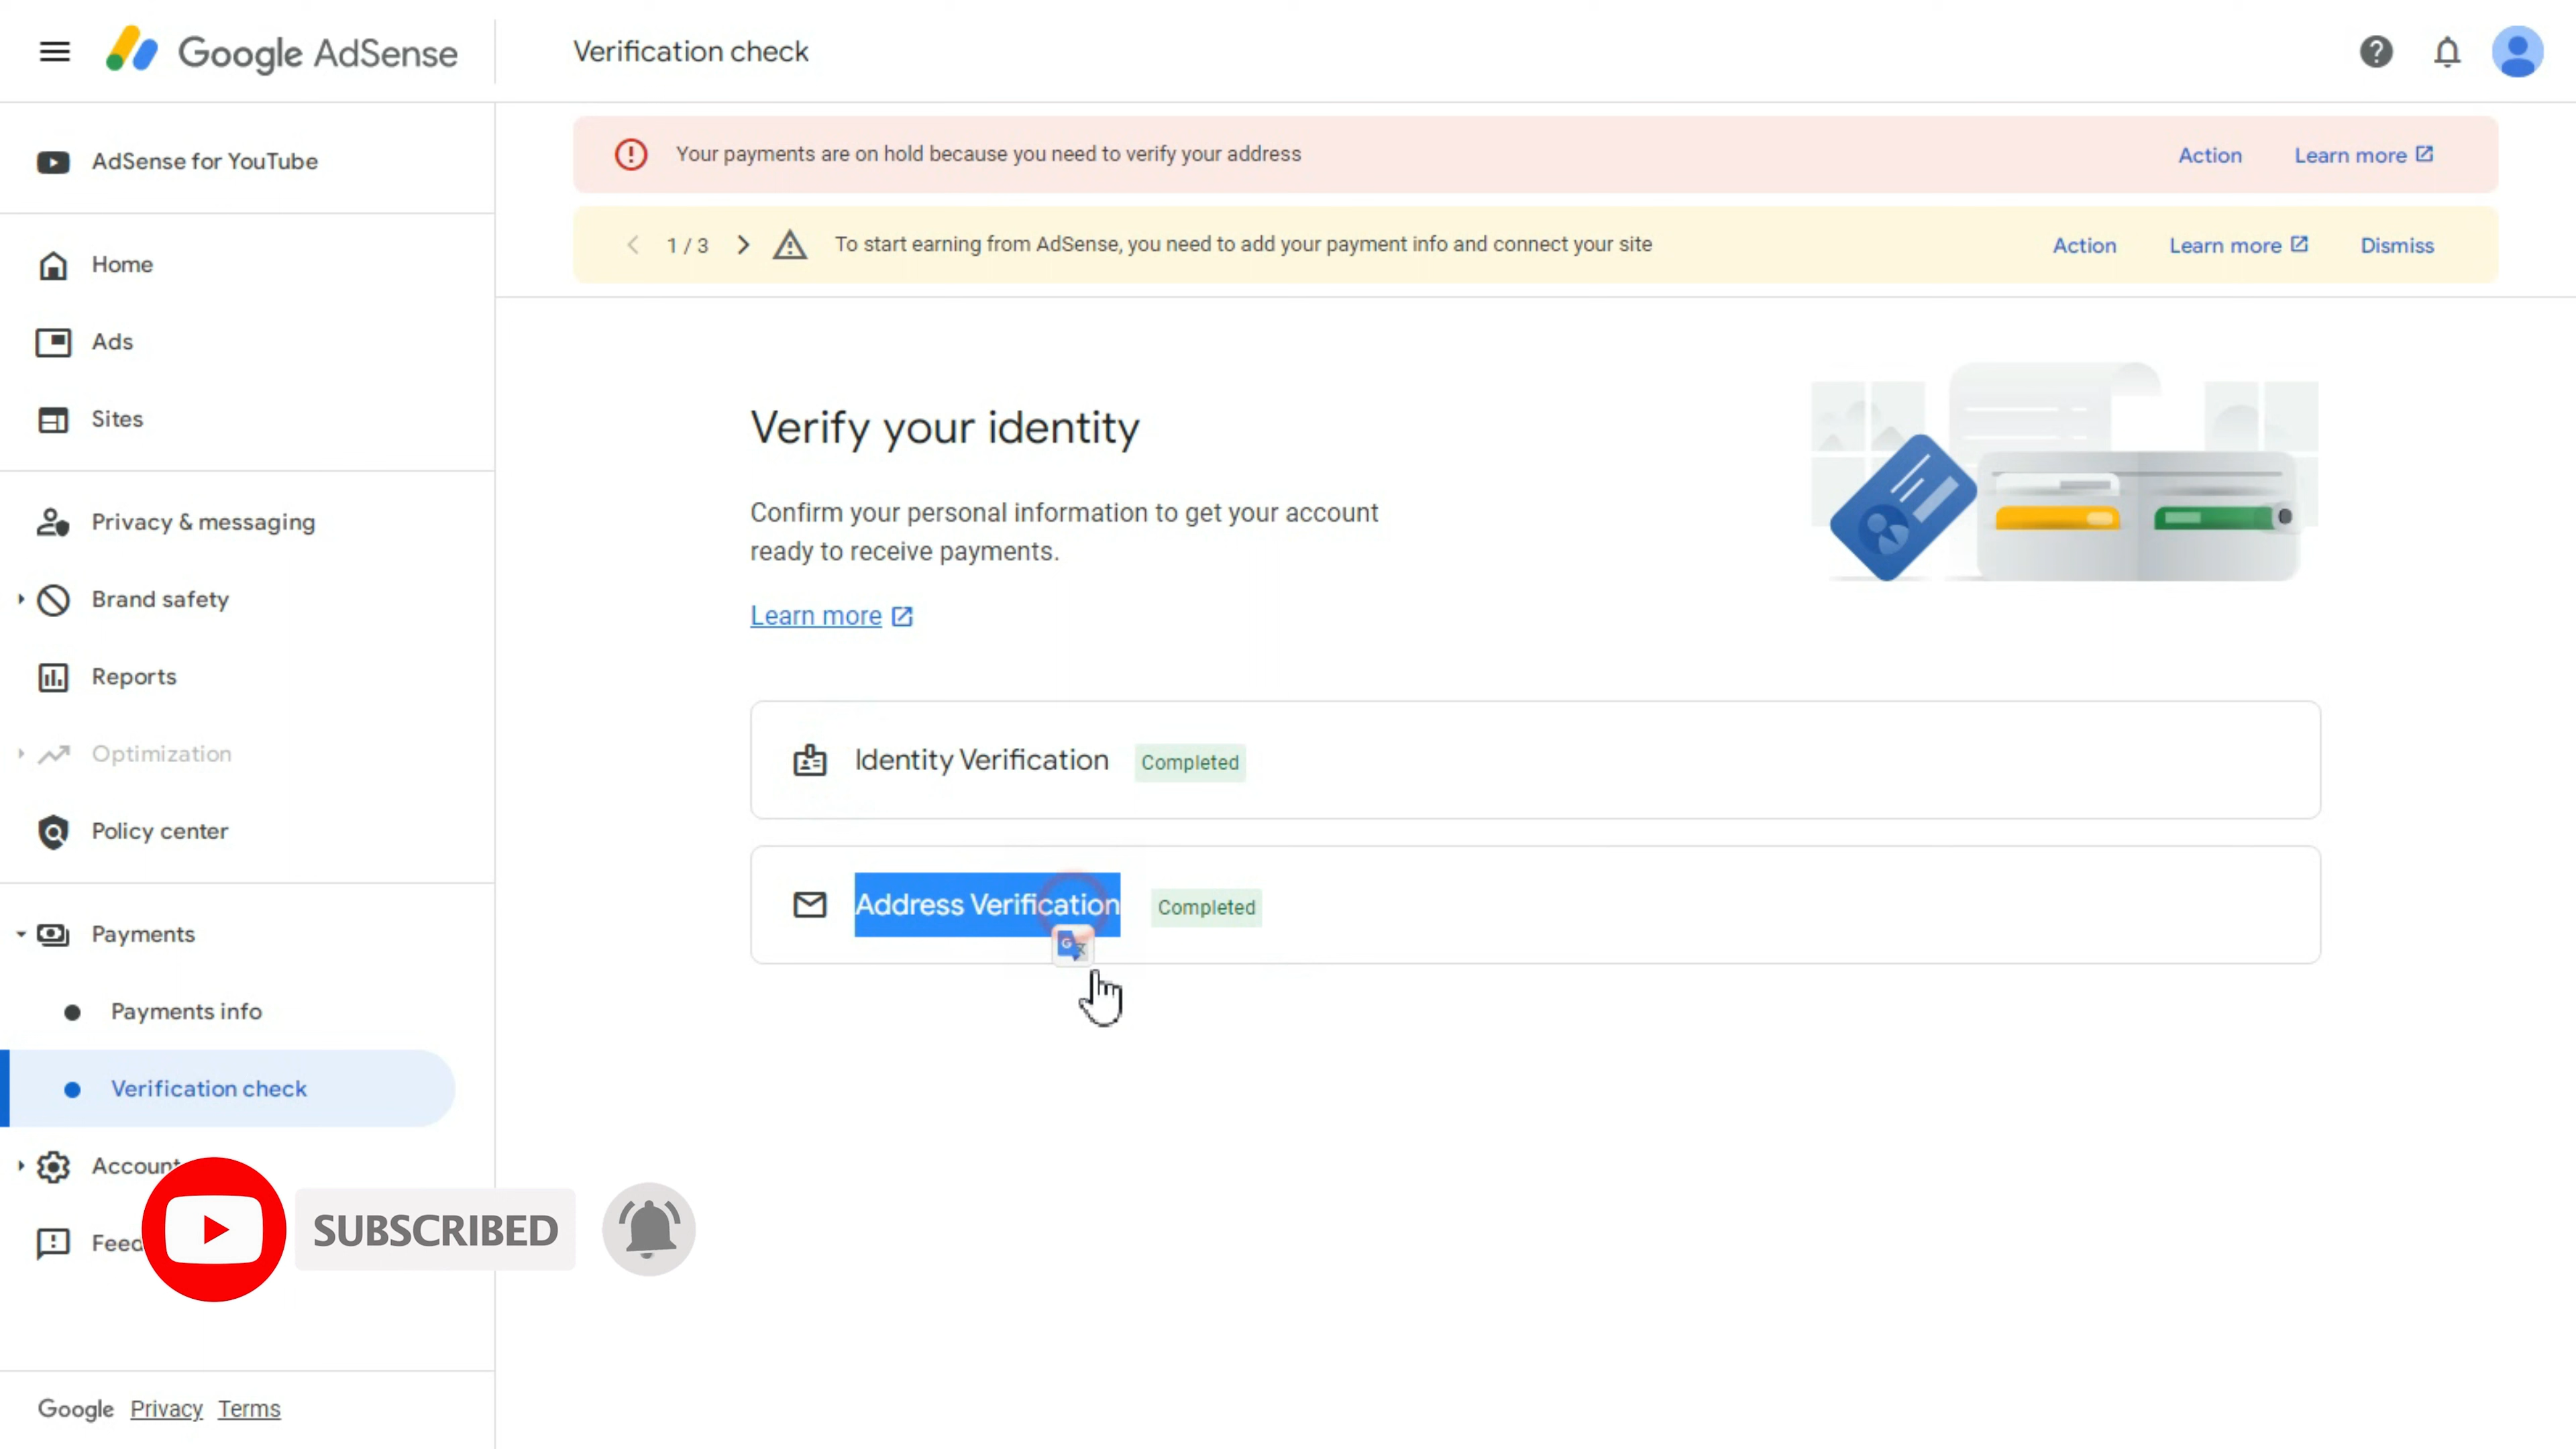 Google AdSense
Verification check
AdSense for YouTube
Home
Ads
Sites
Privacy & messaging
Brand safety
Reports
Optimization
Policy center
Payments
Payments info
Verification check
Account
Feed
Google Privacy Terms
Your payments are on hold because you need to verify your address Action Learn more
1 / 3 To start earning from AdSense, you need to add your payment info and connect your site Action Learn more Dismiss
Verify your identity
Confirm your personal information to get your account
ready to receive payments.
Learn more
Identity Verification Completed
Address Verification Completed
SUBSCRIBED